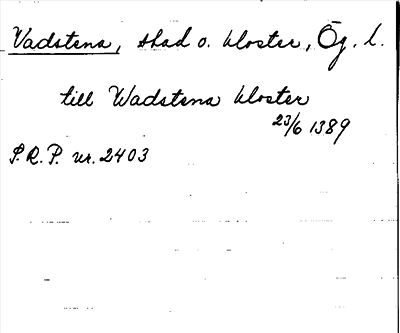 Vadstena, stad o. kloster, Ög. l.
till Wadstena kloster
23/6 1389
S.R.P. nr. 2403